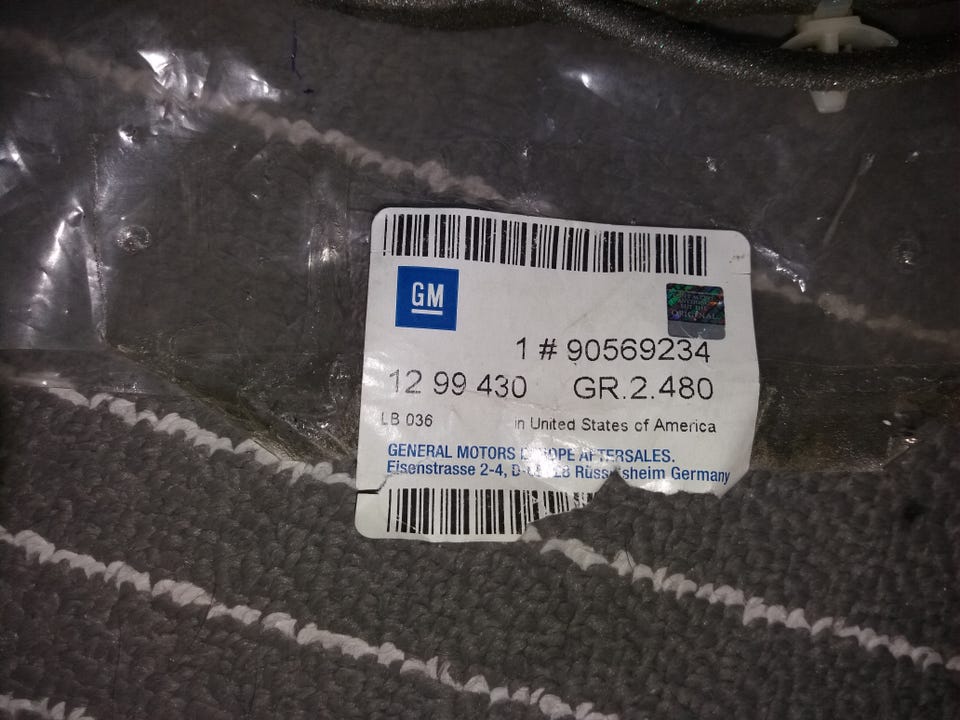 GM
ORIGINAL
1 # 90569234
12 99 430 GR.2.480
LB 036 in United States of America
GENERAL MOTORS AFTERSALES.
Eisenstrasse 2-4, Germany